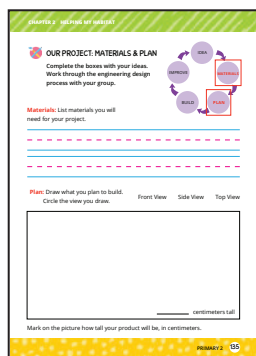 CHAPTER 2 HELPING MY HABITAT
OUR PROJECT: MATERIALS & PLAN
Complete the boxes with your ideas.
Work through the engineering design
process with your group.
IDEA
IMPROVE
MATERIALS
BUILD
PLAN
Materials: List materials you will
need for your project.
Plan: Draw what you plan to build.
Circle the view you draw.
Front View Side View Top View
centimeters tall
Mark on the picture how tall your product will be, in centimeters.
PRIMARY 2 135